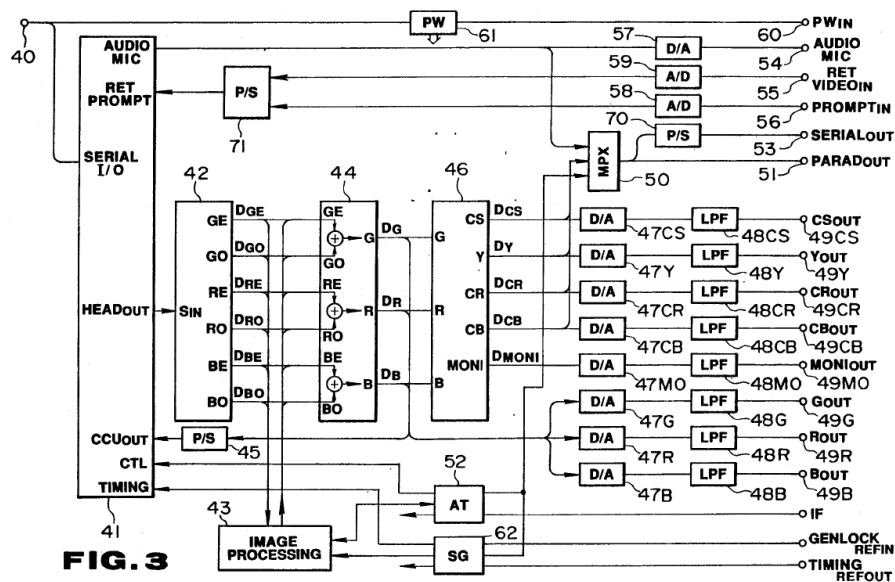 40
PW
61
PWIN
60
AUDIO
MIC
57
D/A
AUDIO
MIC
54
RET
PROMPT
P/S
71
59
A/D
RET
VIDEOIN
55
58
A/D
PROMPTIN
56
70
P/S
SERIALOUT
53
SERIAL
I/O
MPX
50
PARADOUT
51
42
44
46
GE
DGE
GE
DG
G
GO
DGO
GO
G
RE
DRE
RE
DR
R
RO
DRO
RO
R
BE
DBE
BE
DB
B
BO
DBO
BO
B
HEADOUT
SIN
CS
DCS
D/A
47CS
LPF
48CS
CSOUT
49CS
Y
DY
D/A
47Y
LPF
48Y
YOUT
49Y
CR
DCR
D/A
47CR
LPF
48CR
CROUT
49CR
CB
DCB
D/A
47CB
LPF
48CB
CBOUT
49CB
MONI
DMONI
D/A
47MO
LPF
48MO
MONIOUT
49MO
D/A
47G
LPF
48G
GOUT
49G
D/A
47R
LPF
48R
ROUT
49R
D/A
47B
LPF
48B
BOUT
49B
CCUOUT
P/S
45
CTL
TIMING
41
52
AT
IF
43
IMAGE
PROCESSING
62
SG
GENLOCK
REFIN
TIMING
REFOUT
FIG. 3